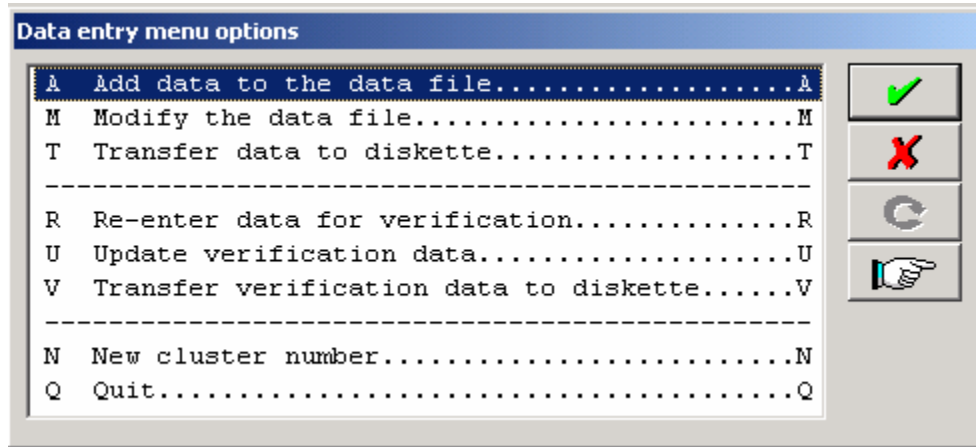 Data entry menu options
A Add data to the data file...................A
M Modify the data file........................M
T Transfer data to diskette...................T
------------------------------------------------
R Re-enter data for verification..............R
U Update verification data....................U
V Transfer verification data to diskette......V
------------------------------------------------
N New cluster number..........................N
Q Quit........................................Q